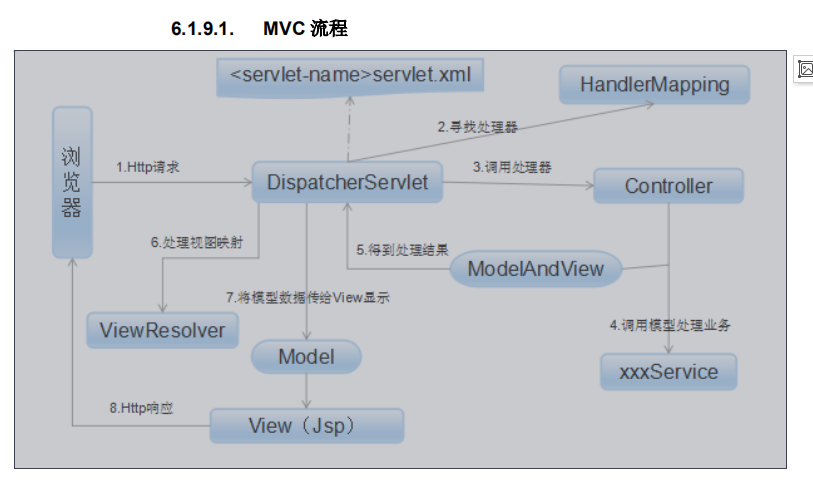 6.1.9.1. MVC 流程
<servlet-name>servlet.xml
HandlerMapping
2.寻找处理器
浏览器
1.Http请求
DispatcherServlet
3.调用处理器
Controller
6.处理视图映射
5.得到处理结果
ModelAndView
7.将模型数据传给View显示
ViewResolver
4.调用模型处理业务
Model
xxxService
8.Http响应
View（Jsp）